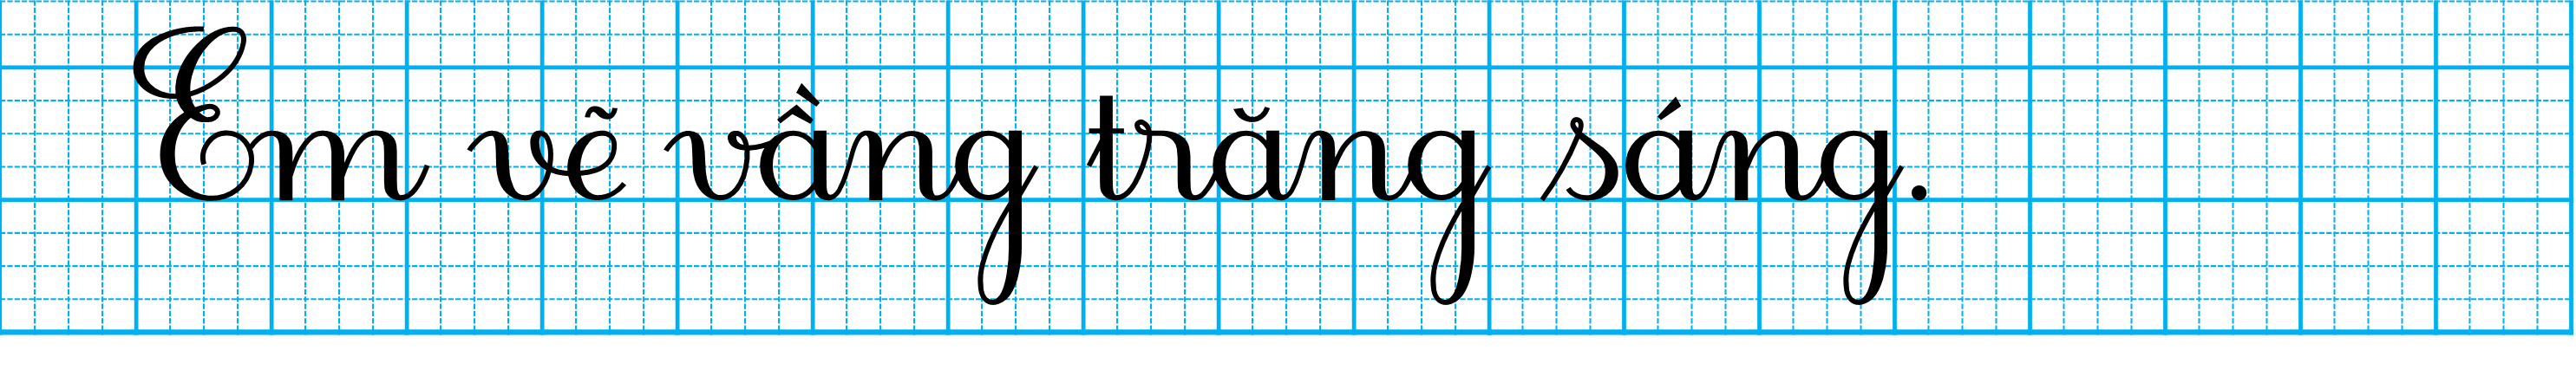 Em vẽ vầng trăng sáng.